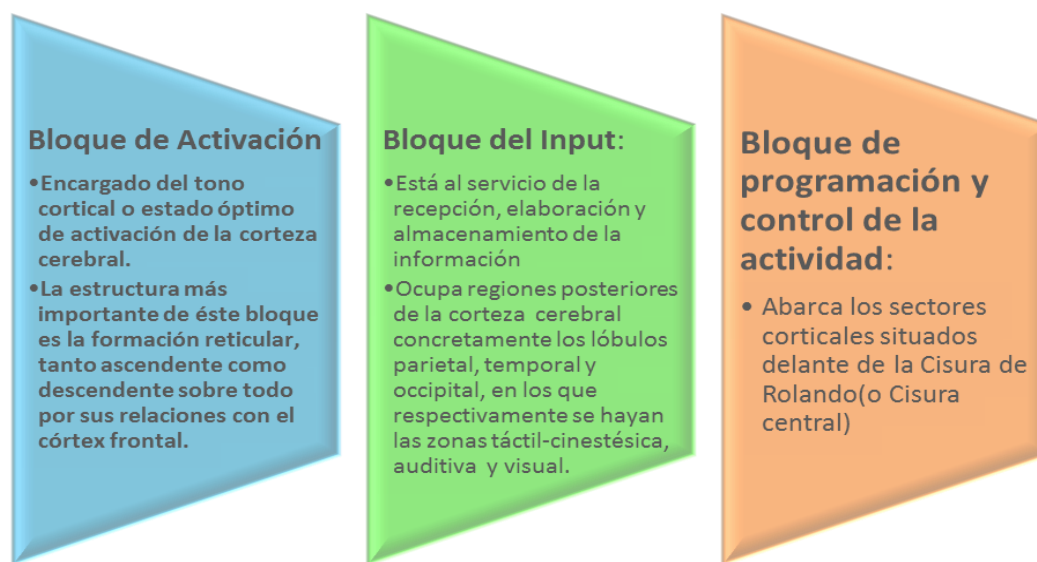 Bloque de Activación
•Encargado del tono
cortical o estado óptimo
de activación de la corteza
cerebral.
•La estructura más
importante de éste bloque
es la formación reticular,
tanto ascendente como
descendente sobre todo
por sus relaciones con el
córtex frontal.
Bloque del Input:
•Está al servicio de la
recepción, elaboración y
almacenamiento de la
información
•Ocupa regiones posteriores
de la corteza cerebral
concretamente los lóbulos
parietal, temporal y
occipital, en los que
respectivamente se hayan
las zonas táctil-cinestésica,
auditiva y visual.
Bloque de
programación y
control de la
actividad:
• Abarca los sectores
corticales situados
delante de la Cisura de
Rolando(o Cisura
central)